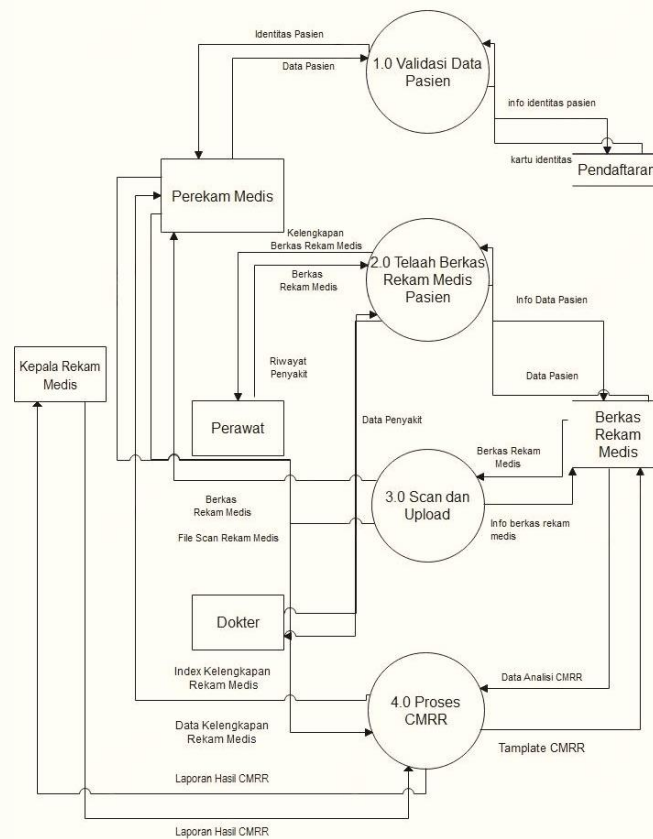 Identitas Pasien
Data Pasien
1.0 Validasi Data
Pasien
info identitas pasien
kartu identitas
Pendaftaran
Perekam Medis
Kelengkapan
Berkas Rekam Medis
Berkas
Rekam Medis
2.0 Telaah Berkas
Rekam Medis
Pasien
Info Data Pasien
Data Pasien
Kepala Rekam
Medis
Riwayat
Penyakit
Perawat
Data Penyakit
Berkas
Rekam
Medis
Berkas Rekam
Medis
3.0 Scan dan
Upload
Info berkas rekam
medis
Berkas
Rekam Medis
File Scan Rekam Medis
Dokter
Index Kelengkapan
Rekam Medis
Data Kelengkapan
Rekam Medis
4.0 Proses
CMRR
Data Analisi CMRR
Tamplate CMRR
Laporan Hasil CMRR
Laporan Hasil CMRR